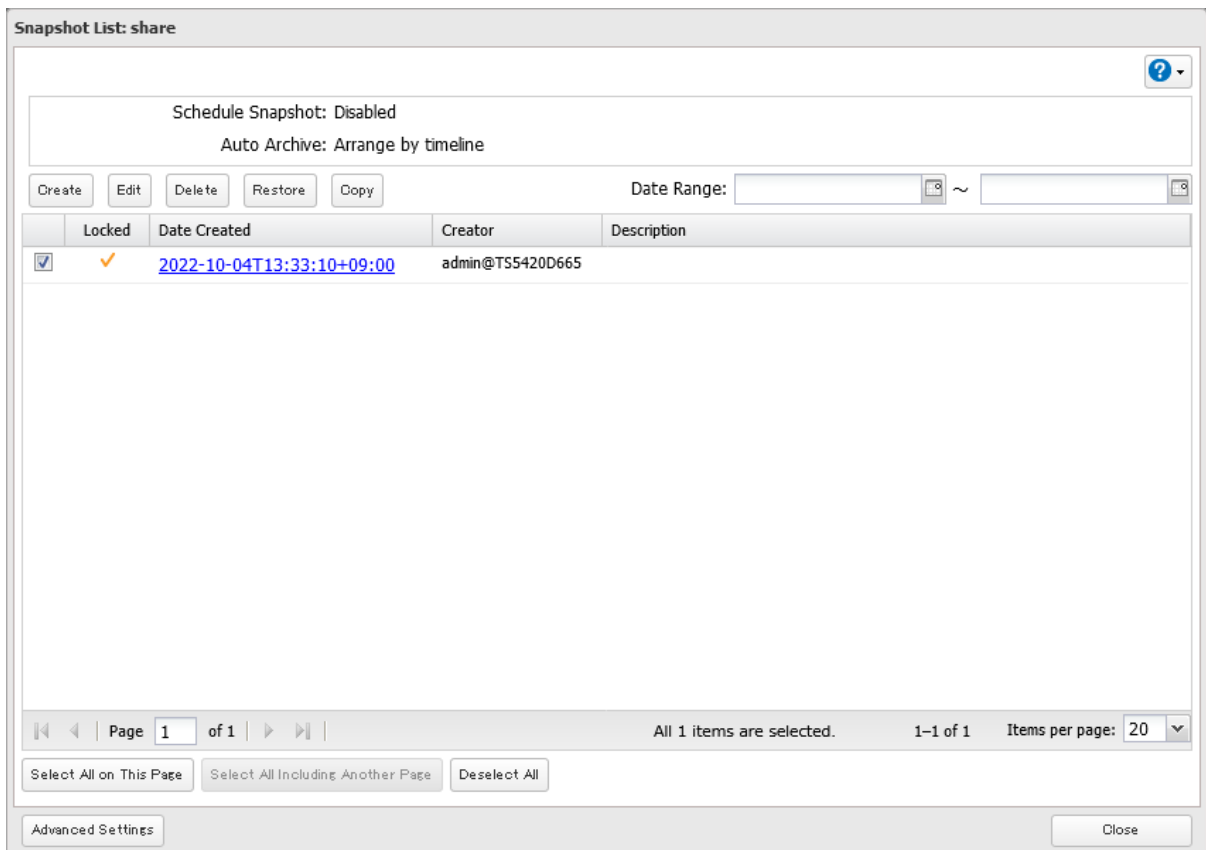 Snapshot List: share
?
Schedule Snapshot: Disabled
Auto Archive: Arrange by timeline
Create Edit Delete Restore Copy Date Range: ~
Locked Date Created Creator Description
2022-10-04T13:33:10+09:00 admin@TS5420D665
Page 1 of 1 All 1 items are selected. 1–1 of 1 Items per page: 20
Select All on This Page Select All Including Another Page Deselect All
Advanced Settings Close